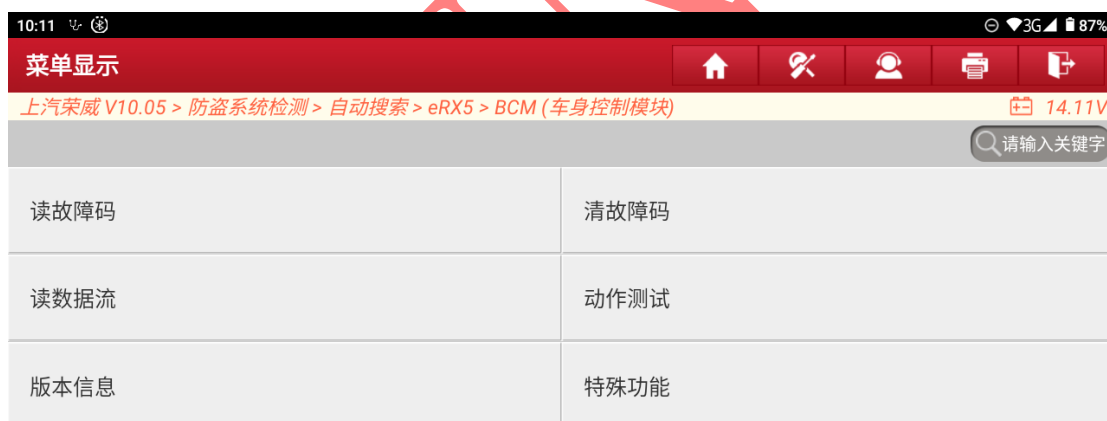 10:11 3G 87%
菜单显示
上汽荣威 V10.05 > 防盗系统检测 > 自动搜索 > eRX5 > BCM (车身控制模块) 14.11V
请输入关键字
读故障码 清故障码
读数据流 动作测试
版本信息 特殊功能